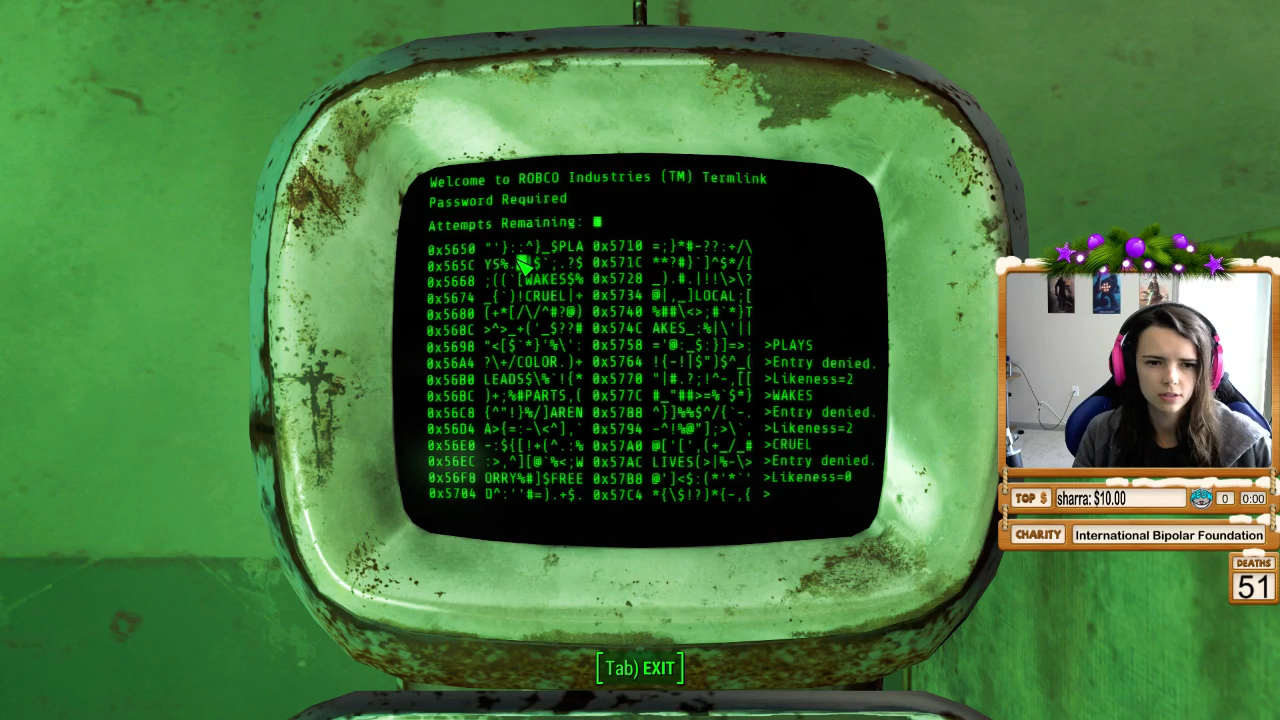 Welcome to ROBCO Industries (TM) Termlink
Password Required
Attempts Remaining: ■
0x5650 "'}::^}_$PLA 0x5710 =;}*#-??:+/\
0x565C YS%. $`:.?$ 0x571C **?#}`]^$*/{
0x5668 ;((`[WAKES$% 0x5728 _).#.|!!\>\?
0x5674 _{`)!CRUEL|+ 0x5734 @|,_]LOCAL;[
0x5680 [+*[/\/^#?@) 0x5740 %##\<>;#`*}T
0x568C >^>_+('_$??# 0x574C AKES_:%|\'||
0x5698 "<[$`*}'%\': 0x5758 ='@:_$:}]=>: >PLAYS
0x56A4 ?\+/COLOR.)+ 0x5764 !{-!|$")$^_( >Entry denied.
0x56B0 LEADS$\%`!{* 0x5770 "|#.?;!^-,[[ >Likeness=2
0x56BC )+;%#PARTS,( 0x577C #_"##>=%`$*} >WAKES
0x56C8 {^"!}%/]AREN 0x5788 ^}]%%$^/{`-. >Entry denied.
0x56D4 A>{=:-\<^],` 0x5794 -^!%@"];>\`, >Likeness=2
0x56E0 -:${[!+(^.:% 0x57A0 @['[',(+_/_# >CRUEL
0x56EC :>,^][@`%<;W 0x57AC LIVES(>|%-\> >Entry denied.
0x56F8 ORRY%#]$FREE 0x57B8 @']<$:(*'*`' >Likeness=0
0x5704 D^:''#=).+$. 0x57C4 *{\$!?)*{-,{ >
[Tab) EXIT]
TOP $ sharra: $10.00 0 0:00
CHARITY International Bipolar Foundation
DEATHS
51